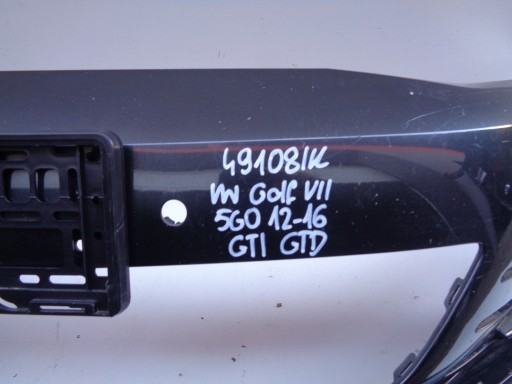 49108IK
VW Golf VII
5G0 12-16
GTI GTD